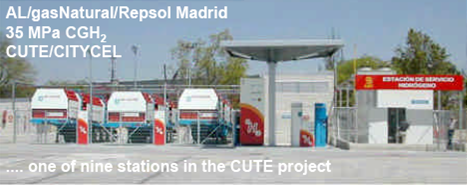 AL/gasNatural/Repsol Madrid
35 MPa CGH₂
CUTE/CITYCEL
ESTACIÓN DE SERVICIO
HIDRÓGENO
.... one of nine stations in the CUTE project